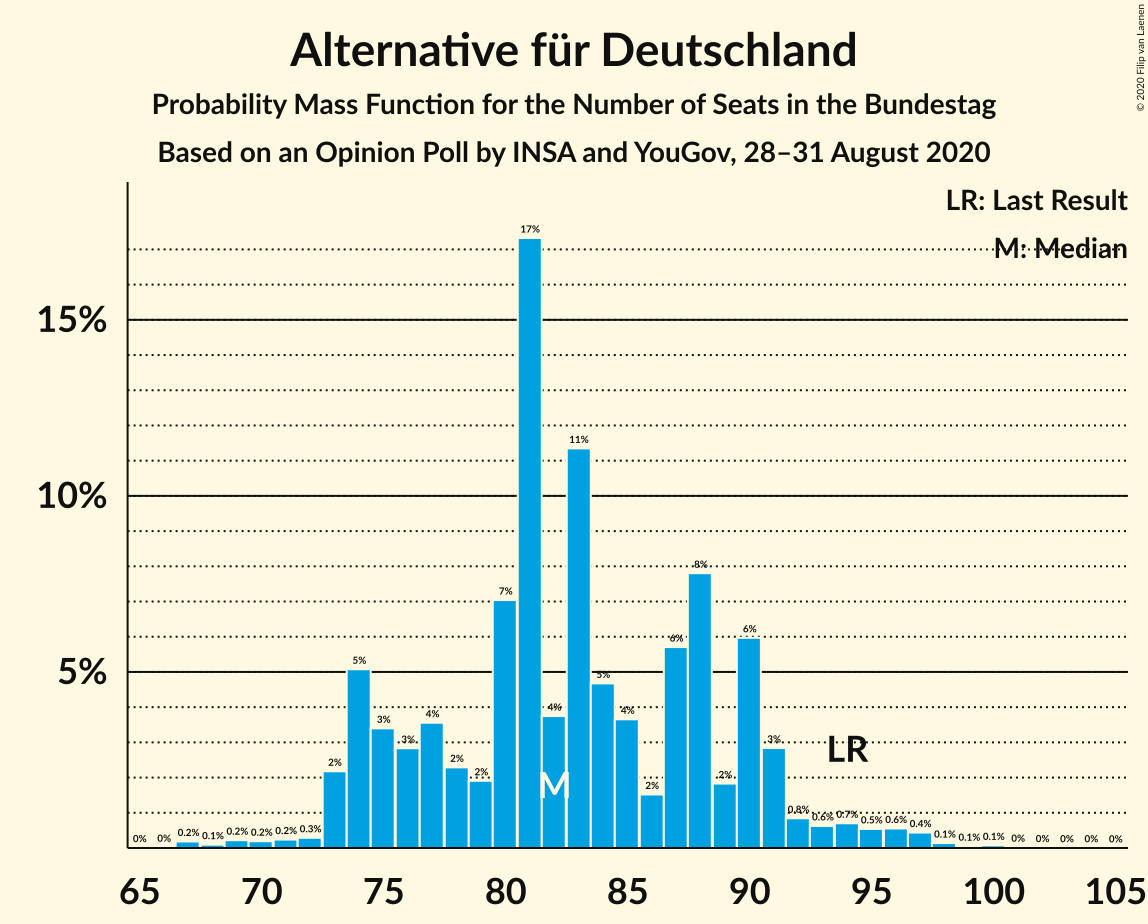 Alternative für Deutschland
Probability Mass Function for the Number of Seats in the Bundestag
Based on an Opinion Poll by INSA and YouGov, 28–31 August 2020
© 2020 Filip van Laenen
LR: Last Result
M: Median
15%
10%
5%
0% 0% 0.2% 0.1% 0.2% 0.2% 0.2% 0.3% 2% 5% 3% 3% 4% 2% 2% 7% 17% 4% 11% 5% 4% 2% 6% 8% 2% 6% 3% 0.8% 0.6% 0.7% 0.5% 0.6% 0.4% 0.1% 0.1% 0.1% 0% 0% 0% 0% 0%
M
LR
65 70 75 80 85 90 95 100 105